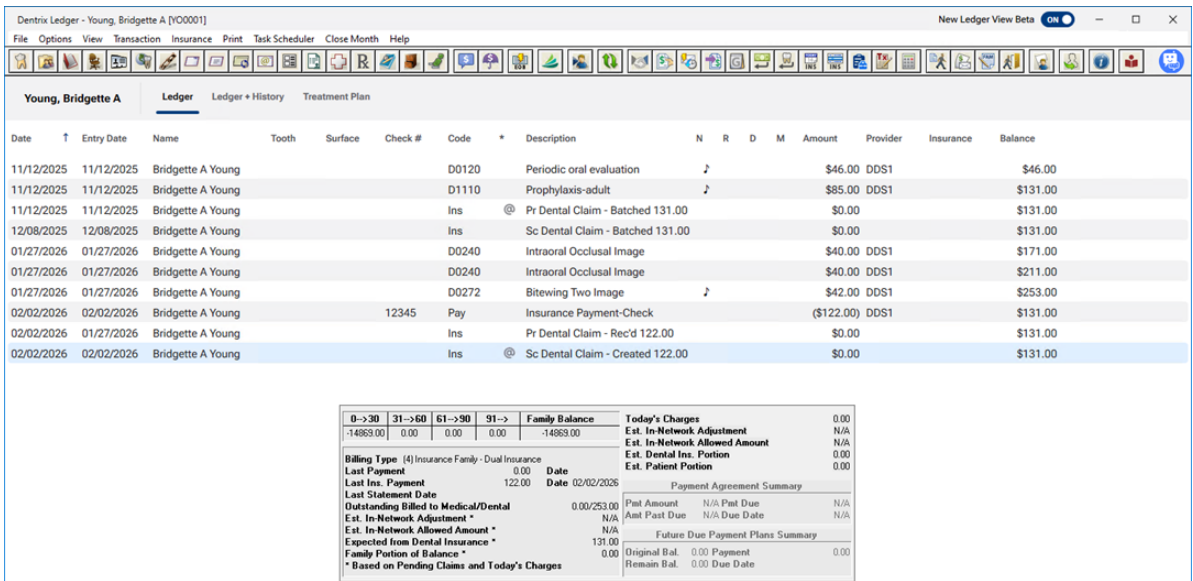 Dentrix Ledger - Young, Bridgette A [YO0001] New Ledger View Beta ON
File Options View Transaction Insurance Print Task Scheduler Close Month Help
Young, Bridgette A Ledger Ledger + History Treatment Plan
Date ↑ Entry Date Name Tooth Surface Check # Code * Description N R D M Amount Provider Insurance Balance
11/12/2025 11/12/2025 Bridgette A Young D0120 Periodic oral evaluation ♪ $46.00 DDS1 $46.00
11/12/2025 11/12/2025 Bridgette A Young D1110 Prophylaxis-adult ♪ $85.00 DDS1 $131.00
11/12/2025 11/12/2025 Bridgette A Young Ins @ Pr Dental Claim - Batched 131.00 $0.00 $131.00
12/08/2025 12/08/2025 Bridgette A Young Ins Sc Dental Claim - Batched 131.00 $0.00 $131.00
01/27/2026 01/27/2026 Bridgette A Young D0240 Intraoral Occlusal Image $40.00 DDS1 $171.00
01/27/2026 01/27/2026 Bridgette A Young D0240 Intraoral Occlusal Image $40.00 DDS1 $211.00
01/27/2026 01/27/2026 Bridgette A Young D0272 Bitewing Two Image ♪ $42.00 DDS1 $253.00
02/02/2026 02/02/2026 Bridgette A Young 12345 Pay Insurance Payment-Check ($122.00) DDS1 $131.00
02/02/2026 01/27/2026 Bridgette A Young Ins Pr Dental Claim - Rec'd 122.00 $0.00 $131.00
02/02/2026 02/02/2026 Bridgette A Young Ins @ Sc Dental Claim - Created 122.00 $0.00 $131.00
0-->30 31-->60 61-->90 91--> Family Balance
-14869.00 0.00 0.00 0.00 -14869.00
Billing Type (4) Insurance Family - Dual Insurance
Last Payment 0.00 Date
Last Ins. Payment 122.00 Date 02/02/2026
Last Statement Date
Outstanding Billed to Medical/Dental 0.00/253.00
Est. In-Network Adjustment * N/A
Est. In-Network Allowed Amount * N/A
Expected from Dental Insurance * 131.00
Family Portion of Balance * 0.00
* Based on Pending Claims and Today's Charges
Today's Charges 0.00
Est. In-Network Adjustment N/A
Est. In-Network Allowed Amount N/A
Est. Dental Ins. Portion 0.00
Est. Patient Portion 0.00
Payment Agreement Summary
Pmt Amount N/A Pmt Due N/A
Amt Past Due N/A Due Date N/A
Future Due Payment Plans Summary
Original Bal. 0.00 Payment 0.00
Remain Bal. 0.00 Due Date